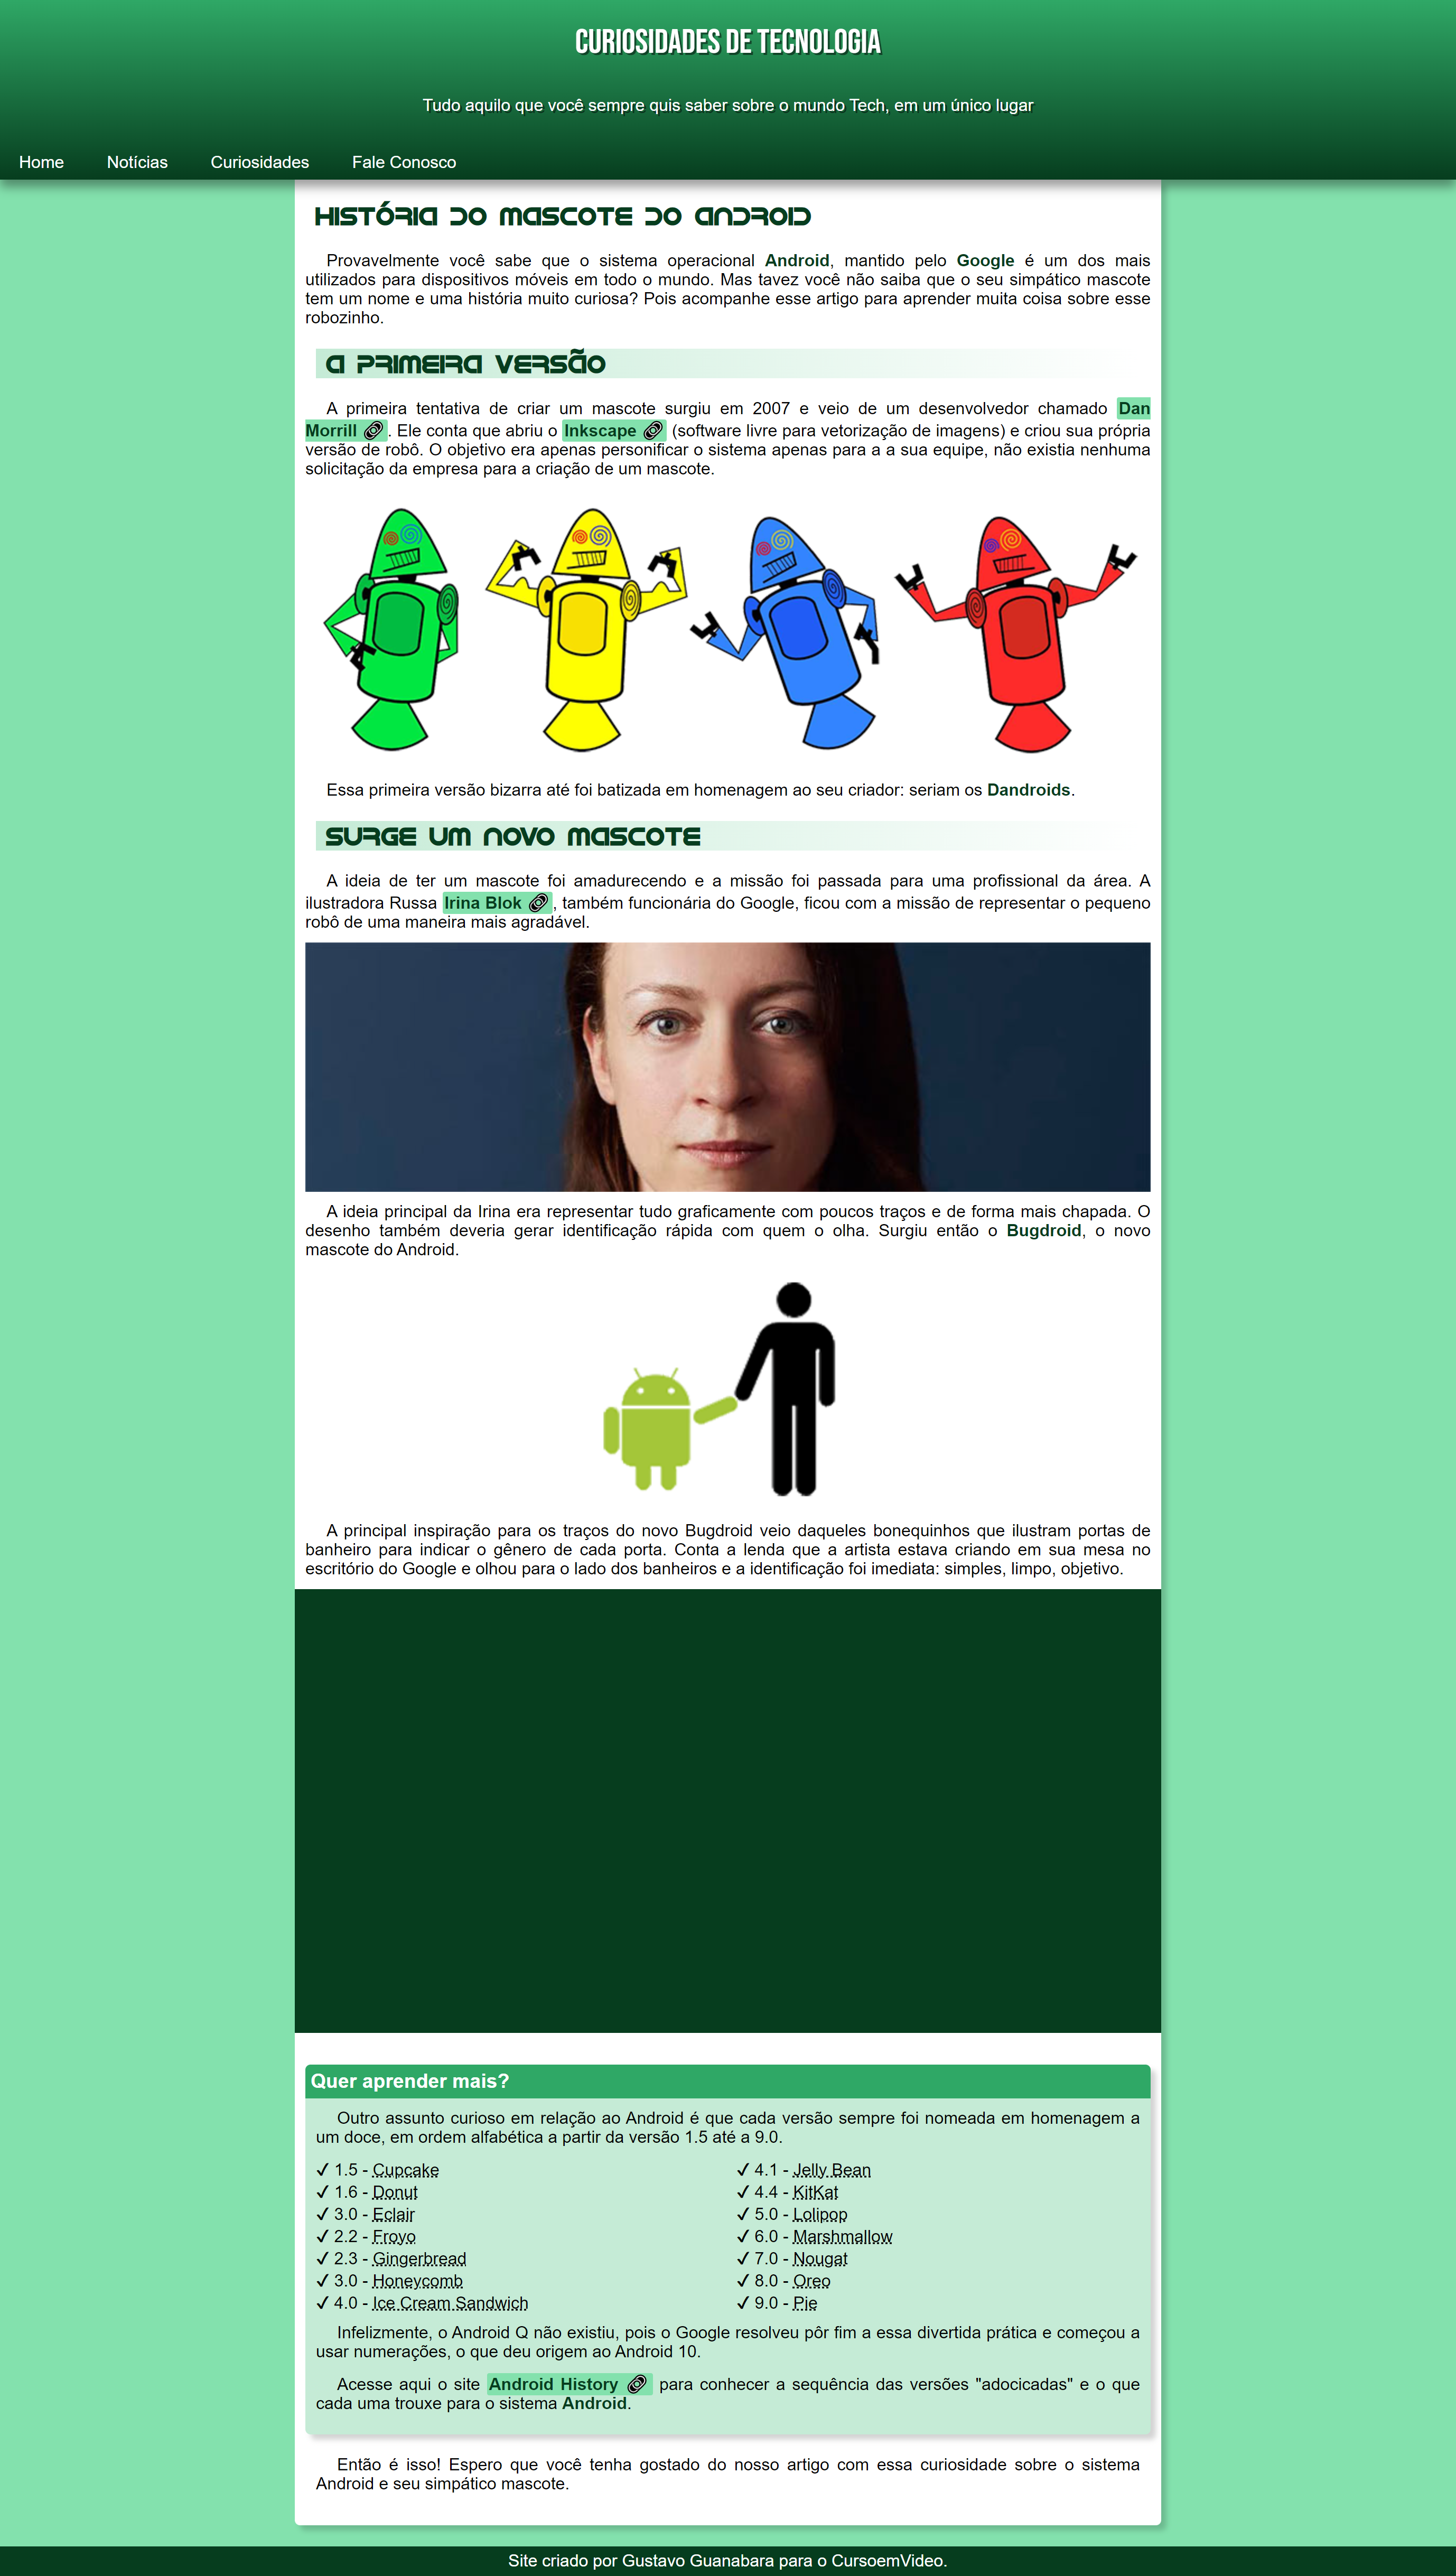 CURIOSIDADES DE TECNOLOGIA
Tudo aquilo que você sempre quis saber sobre o mundo Tech, em um único lugar
Home Notícias Curiosidades Fale Conosco
HISTÓRIA DO MASCOTE DO ANDROID
Provavelmente você sabe que o sistema operacional Android, mantido pelo Google é um dos mais
utilizados para dispositivos móveis em todo o mundo. Mas tavez você não saiba que o seu simpático mascote
tem um nome e uma história muito curiosa? Pois acompanhe esse artigo para aprender muita coisa sobre esse
robozinho.
A PRIMEIRA VERSÃO
A primeira tentativa de criar um mascote surgiu em 2007 e veio de um desenvolvedor chamado Dan
Morrill. Ele conta que abriu o Inkscape (software livre para vetorização de imagens) e criou sua própria
versão de robô. O objetivo era apenas personificar o sistema apenas para a a sua equipe, não existia nenhuma
solicitação da empresa para a criação de um mascote.
Essa primeira versão bizarra até foi batizada em homenagem ao seu criador: seriam os Dandroids.
SURGE UM NOVO MASCOTE
A ideia de ter um mascote foi amadurecendo e a missão foi passada para uma profissional da área. A
ilustradora Russa Irina Blok, também funcionária do Google, ficou com a missão de representar o pequeno
robô de uma maneira mais agradável.
A ideia principal da Irina era representar tudo graficamente com poucos traços e de forma mais chapada. O
desenho também deveria gerar identificação rápida com quem o olha. Surgiu então o Bugdroid, o novo
mascote do Android.
A principal inspiração para os traços do novo Bugdroid veio daqueles bonequinhos que ilustram portas de
banheiro para indicar o gênero de cada porta. Conta a lenda que a artista estava criando em sua mesa no
escritório do Google e olhou para o lado dos banheiros e a identificação foi imediata: simples, limpo, objetivo.
Quer aprender mais?
Outro assunto curioso em relação ao Android é que cada versão sempre foi nomeada em homenagem a
um doce, em ordem alfabética a partir da versão 1.5 até a 9.0.
✓ 1.5 - Cupcake
✓ 1.6 - Donut
✓ 3.0 - Eclair
✓ 2.2 - Froyo
✓ 2.3 - Gingerbread
✓ 3.0 - Honeycomb
✓ 4.0 - Ice Cream Sandwich
✓ 4.1 - Jelly Bean
✓ 4.4 - KitKat
✓ 5.0 - Lolipop
✓ 6.0 - Marshmallow
✓ 7.0 - Nougat
✓ 8.0 - Oreo
✓ 9.0 - Pie
Infelizmente, o Android Q não existiu, pois o Google resolveu pôr fim a essa divertida prática e começou a
usar numerações, o que deu origem ao Android 10.
Acesse aqui o site Android History para conhecer a sequência das versões "adocicadas" e o que
cada uma trouxe para o sistema Android.
Então é isso! Espero que você tenha gostado do nosso artigo com essa curiosidade sobre o sistema
Android e seu simpático mascote.
Site criado por Gustavo Guanabara para o CursoemVideo.